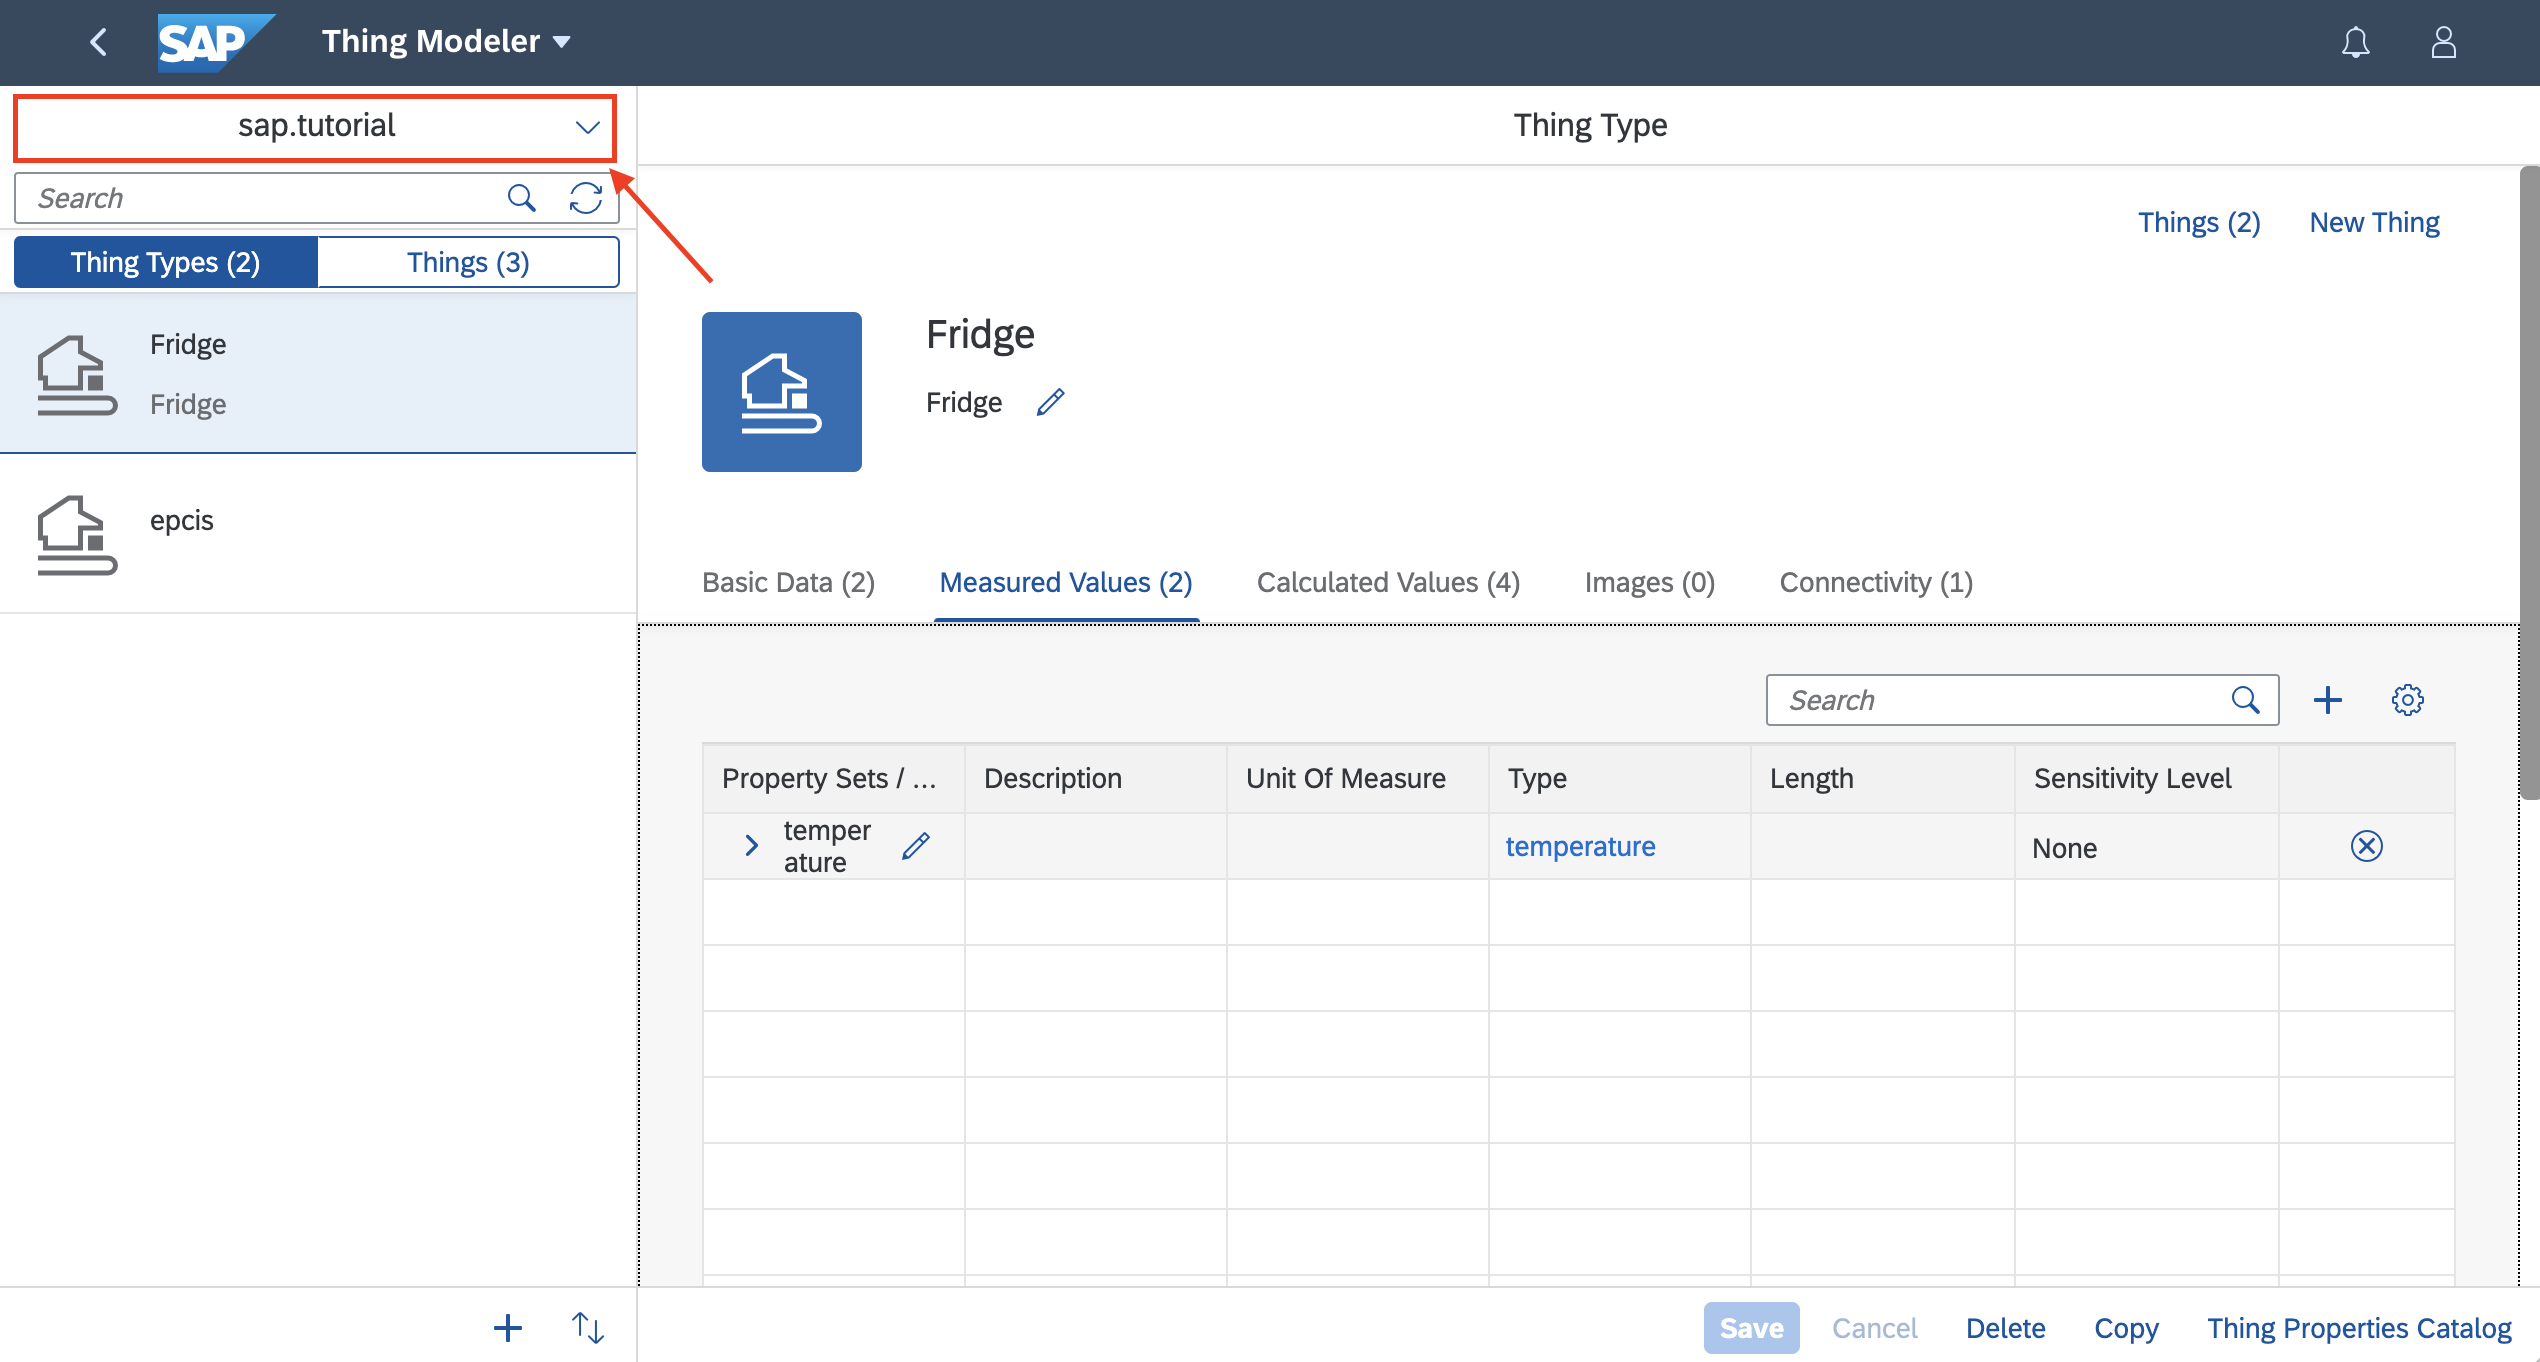 SAP Thing Modeler
sap.tutorial
Thing Type
Search
Things (2) New Thing
Thing Types (2) Things (3)
Fridge
Fridge
epcis
Fridge
Fridge
Basic Data (2) Measured Values (2) Calculated Values (4) Images (0) Connectivity (1)
Search
Property Sets / ... Description Unit Of Measure Type Length Sensitivity Level
temper
ature temperature None
Save Cancel Delete Copy Thing Properties Catalog